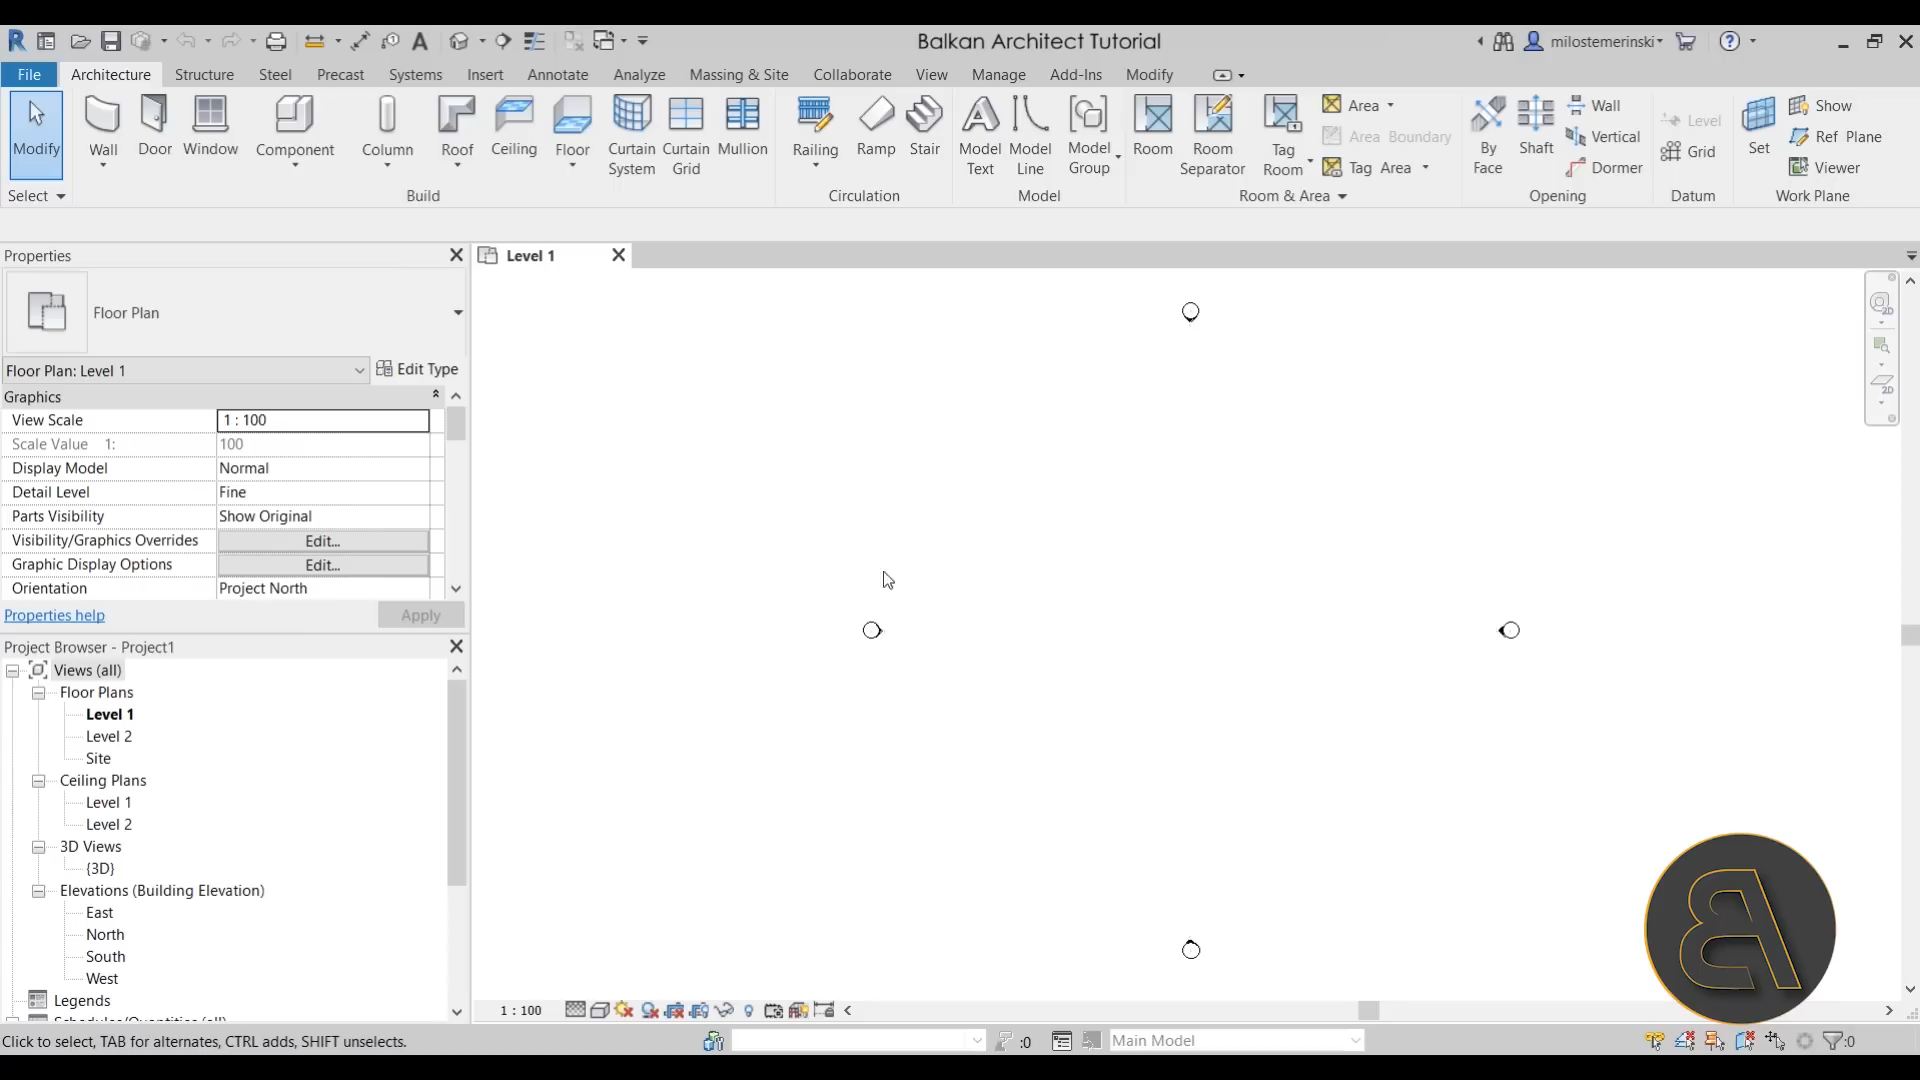 Balkan Architect Tutorial
milostemerinski
File Architecture Structure Steel Precast Systems Insert Annotate Analyze Massing & Site Collaborate View Manage Add-Ins Modify
Modify
Wall
Door
Window
Component
Column
Roof
Ceiling
Floor
Curtain System
Curtain Grid
Mullion
Railing
Ramp
Stair
Model Text
Model Line
Model Group
Room
Room Separator
Tag Room
Area
Area Boundary
Tag Area
By Face
Shaft
Wall
Vertical
Dormer
Level
Grid
Set
Show
Ref Plane
Viewer
Select
Build
Circulation
Model
Room & Area
Opening
Datum
Work Plane
Properties
Floor Plan
Floor Plan: Level 1
Edit Type
Graphics
View Scale 1 : 100
Scale Value 1: 100
Display Model Normal
Detail Level Fine
Parts Visibility Show Original
Visibility/Graphics Overrides Edit...
Graphic Display Options Edit...
Orientation Project North
Properties help
Apply
Project Browser - Project1
Views (all)
Floor Plans
Level 1
Level 2
Site
Ceiling Plans
Level 1
Level 2
3D Views
{3D}
Elevations (Building Elevation)
East
North
South
West
Legends
Schedules/Quantities (all)
Level 1
2D
2D
1 : 100
Click to select, TAB for alternates, CTRL adds, SHIFT unselects.
:0
Main Model
:0